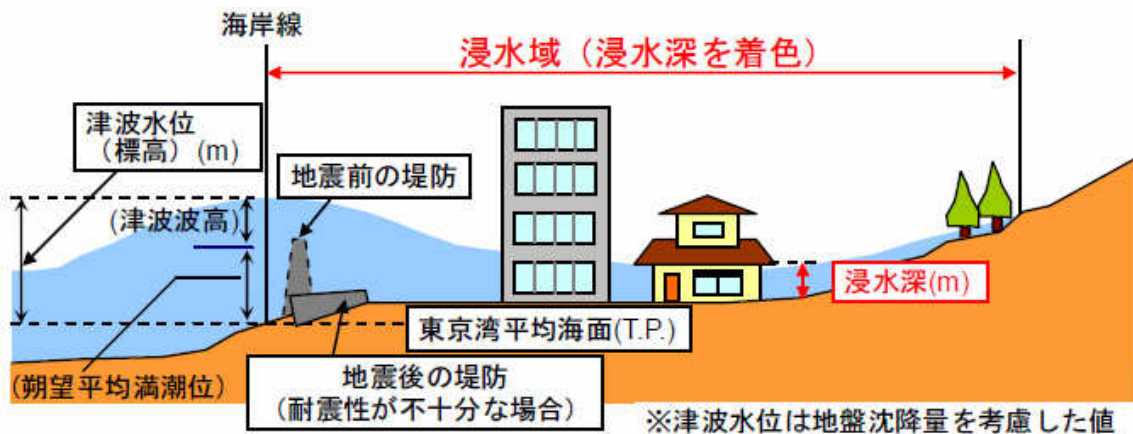 海岸線
浸水域（浸水深を着色）
津波水位
（標高）(m)
地震前の堤防
(津波波高)
浸水深(m)
東京湾平均海面(T.P.)
(朔望平均満潮位)
地震後の堤防
（耐震性が不十分な場合）
※津波水位は地盤沈降量を考慮した値